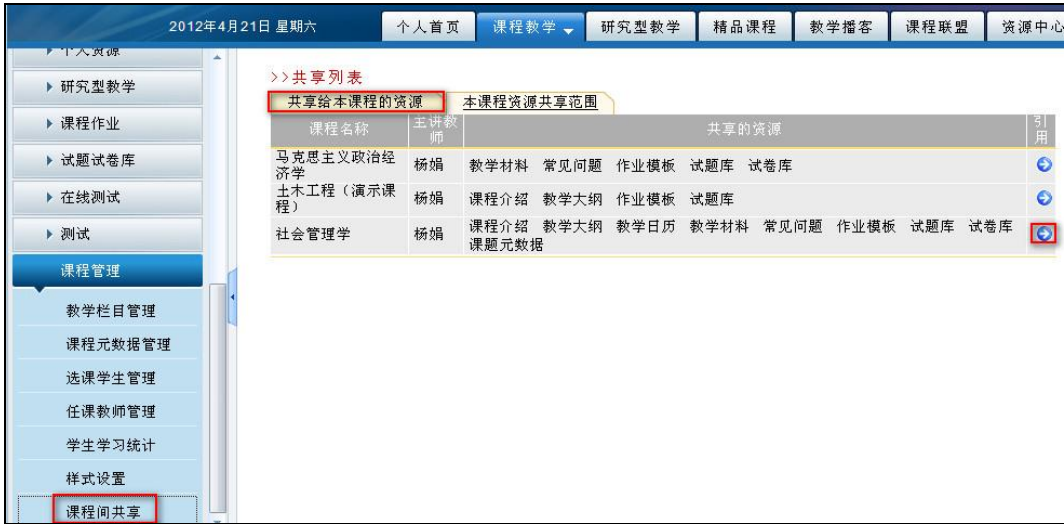 2012年4月21日 星期六
个人首页 课程教学 研究型教学 精品课程 教学播客 课程联盟 资源中心
个人资源
研究型教学
课程作业
试题试卷库
在线测试
测试
课程管理
教学栏目管理
课程元数据管理
选课学生管理
任课教师管理
学生学习统计
样式设置
课程间共享
>>共享列表
共享给本课程的资源 本课程资源共享范围
课程名称 主讲教师 共享的资源 引用
马克思主义政治经
济学
杨娟 教学材料 常见问题 作业模板 试题库 试卷库
土木工程（演示课
程）
杨娟 课程介绍 教学大纲 作业模板 试题库
社会管理学 杨娟 课程介绍 教学大纲 教学日历 教学材料 常见问题 作业模板 试题库 试卷库
课题元数据